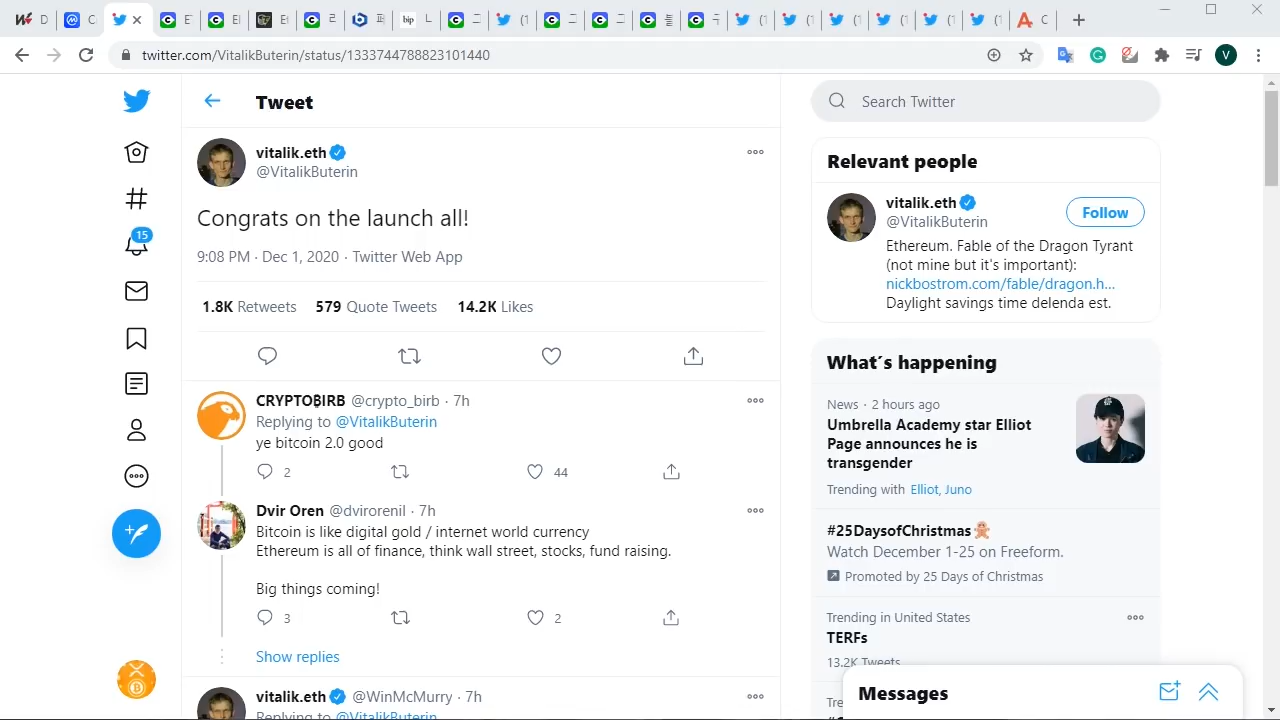 twitter.com/VitalikButerin/status/1333744788823101440
V
Tweet
Search Twitter
vitalik.eth
@VitalikButerin
Congrats on the launch all!
9:08 PM · Dec 1, 2020 · Twitter Web App
1.8K Retweets 579 Quote Tweets 14.2K Likes
15
CRYPTO₿IRB @crypto_birb · 7h
Replying to @VitalikButerin
ye bitcoin 2.0 good
2
44
Dvir Oren @dvirorenil · 7h
Bitcoin is like digital gold / internet world currency
Ethereum is all of finance, think wall street, stocks, fund raising.
Big things coming!
3
2
Show replies
vitalik.eth @WinMcMurry · 7h
Replying to @VitalikButerin
Relevant people
vitalik.eth
@VitalikButerin
Follow
Ethereum. Fable of the Dragon Tyrant
(not mine but it's important):
nickbostrom.com/fable/dragon.h...
Daylight savings time delenda est.
What's happening
News · 2 hours ago
Umbrella Academy star Elliot
Page announces he is
transgender
Trending with Elliot, Juno
#25DaysofChristmas
Watch December 1-25 on Freeform.
Promoted by 25 Days of Christmas
Trending in United States
TERFs
13.2K Tweets
Messages